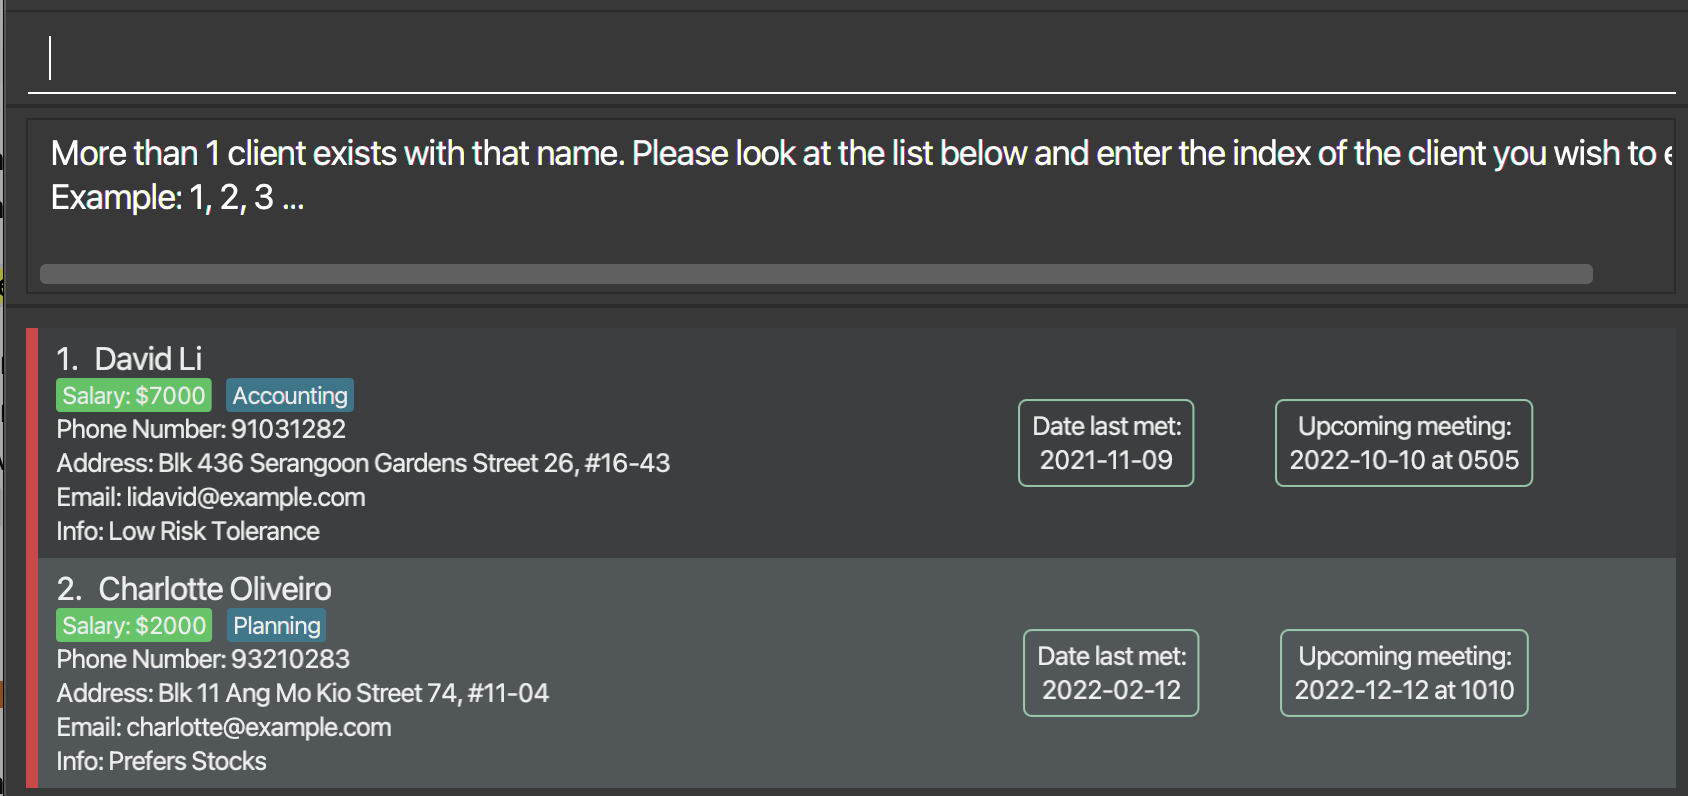 More than 1 client exists with that name. Please look at the list below and enter the index of the client you wish to
Example: 1, 2, 3 ...
1. David Li
Salary: $7000 Accounting
Phone Number: 91031282
Address: Blk 436 Serangoon Gardens Street 26, #16-43
Email: lidavid@example.com
Info: Low Risk Tolerance
Date last met:
2021-11-09
Upcoming meeting:
2022-10-10 at 0505
2. Charlotte Oliveiro
Salary: $2000 Planning
Phone Number: 93210283
Address: Blk 11 Ang Mo Kio Street 74, #11-04
Email: charlotte@example.com
Info: Prefers Stocks
Date last met:
2022-02-12
Upcoming meeting:
2022-12-12 at 1010